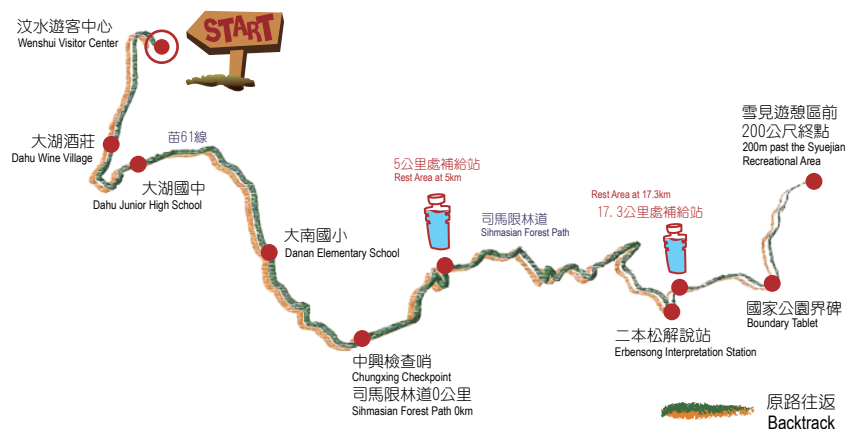 汶水遊客中心
Wenshui Visitor Center
START
大湖酒莊
Dahu Wine Village
苗61線
大湖國中
Dahu Junior High School
大南國小
Danan Elementary School
中興檢查哨
Chungxing Checkpoint
司馬限林道0公里
Sihmasian Forest Path 0km
5公里處補給站
Rest Area at 5km
司馬限林道
Sihmasian Forest Path
Rest Area at 17.3km
17.3公里處補給站
二本松解說站
Erbensong Interpretation Station
雪見遊憩區前
200公尺終點
200m past the Syuejian
Recreational Area
國家公園界碑
Boundary Tablet
原路往返
Backtrack